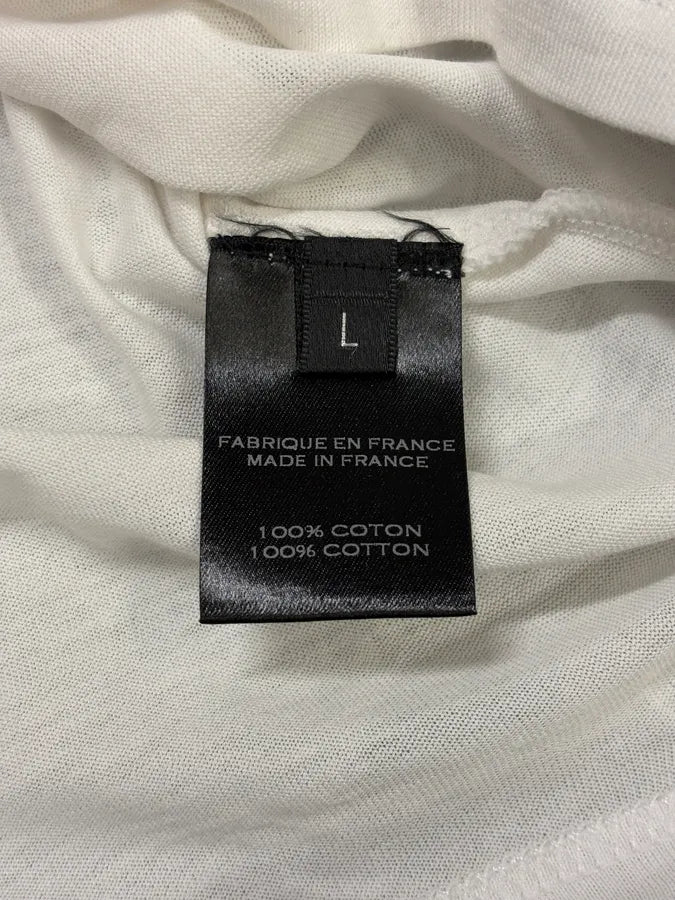 L
FABRIQUE EN FRANCE
MADE IN FRANCE
100% COTON
100% COTTON